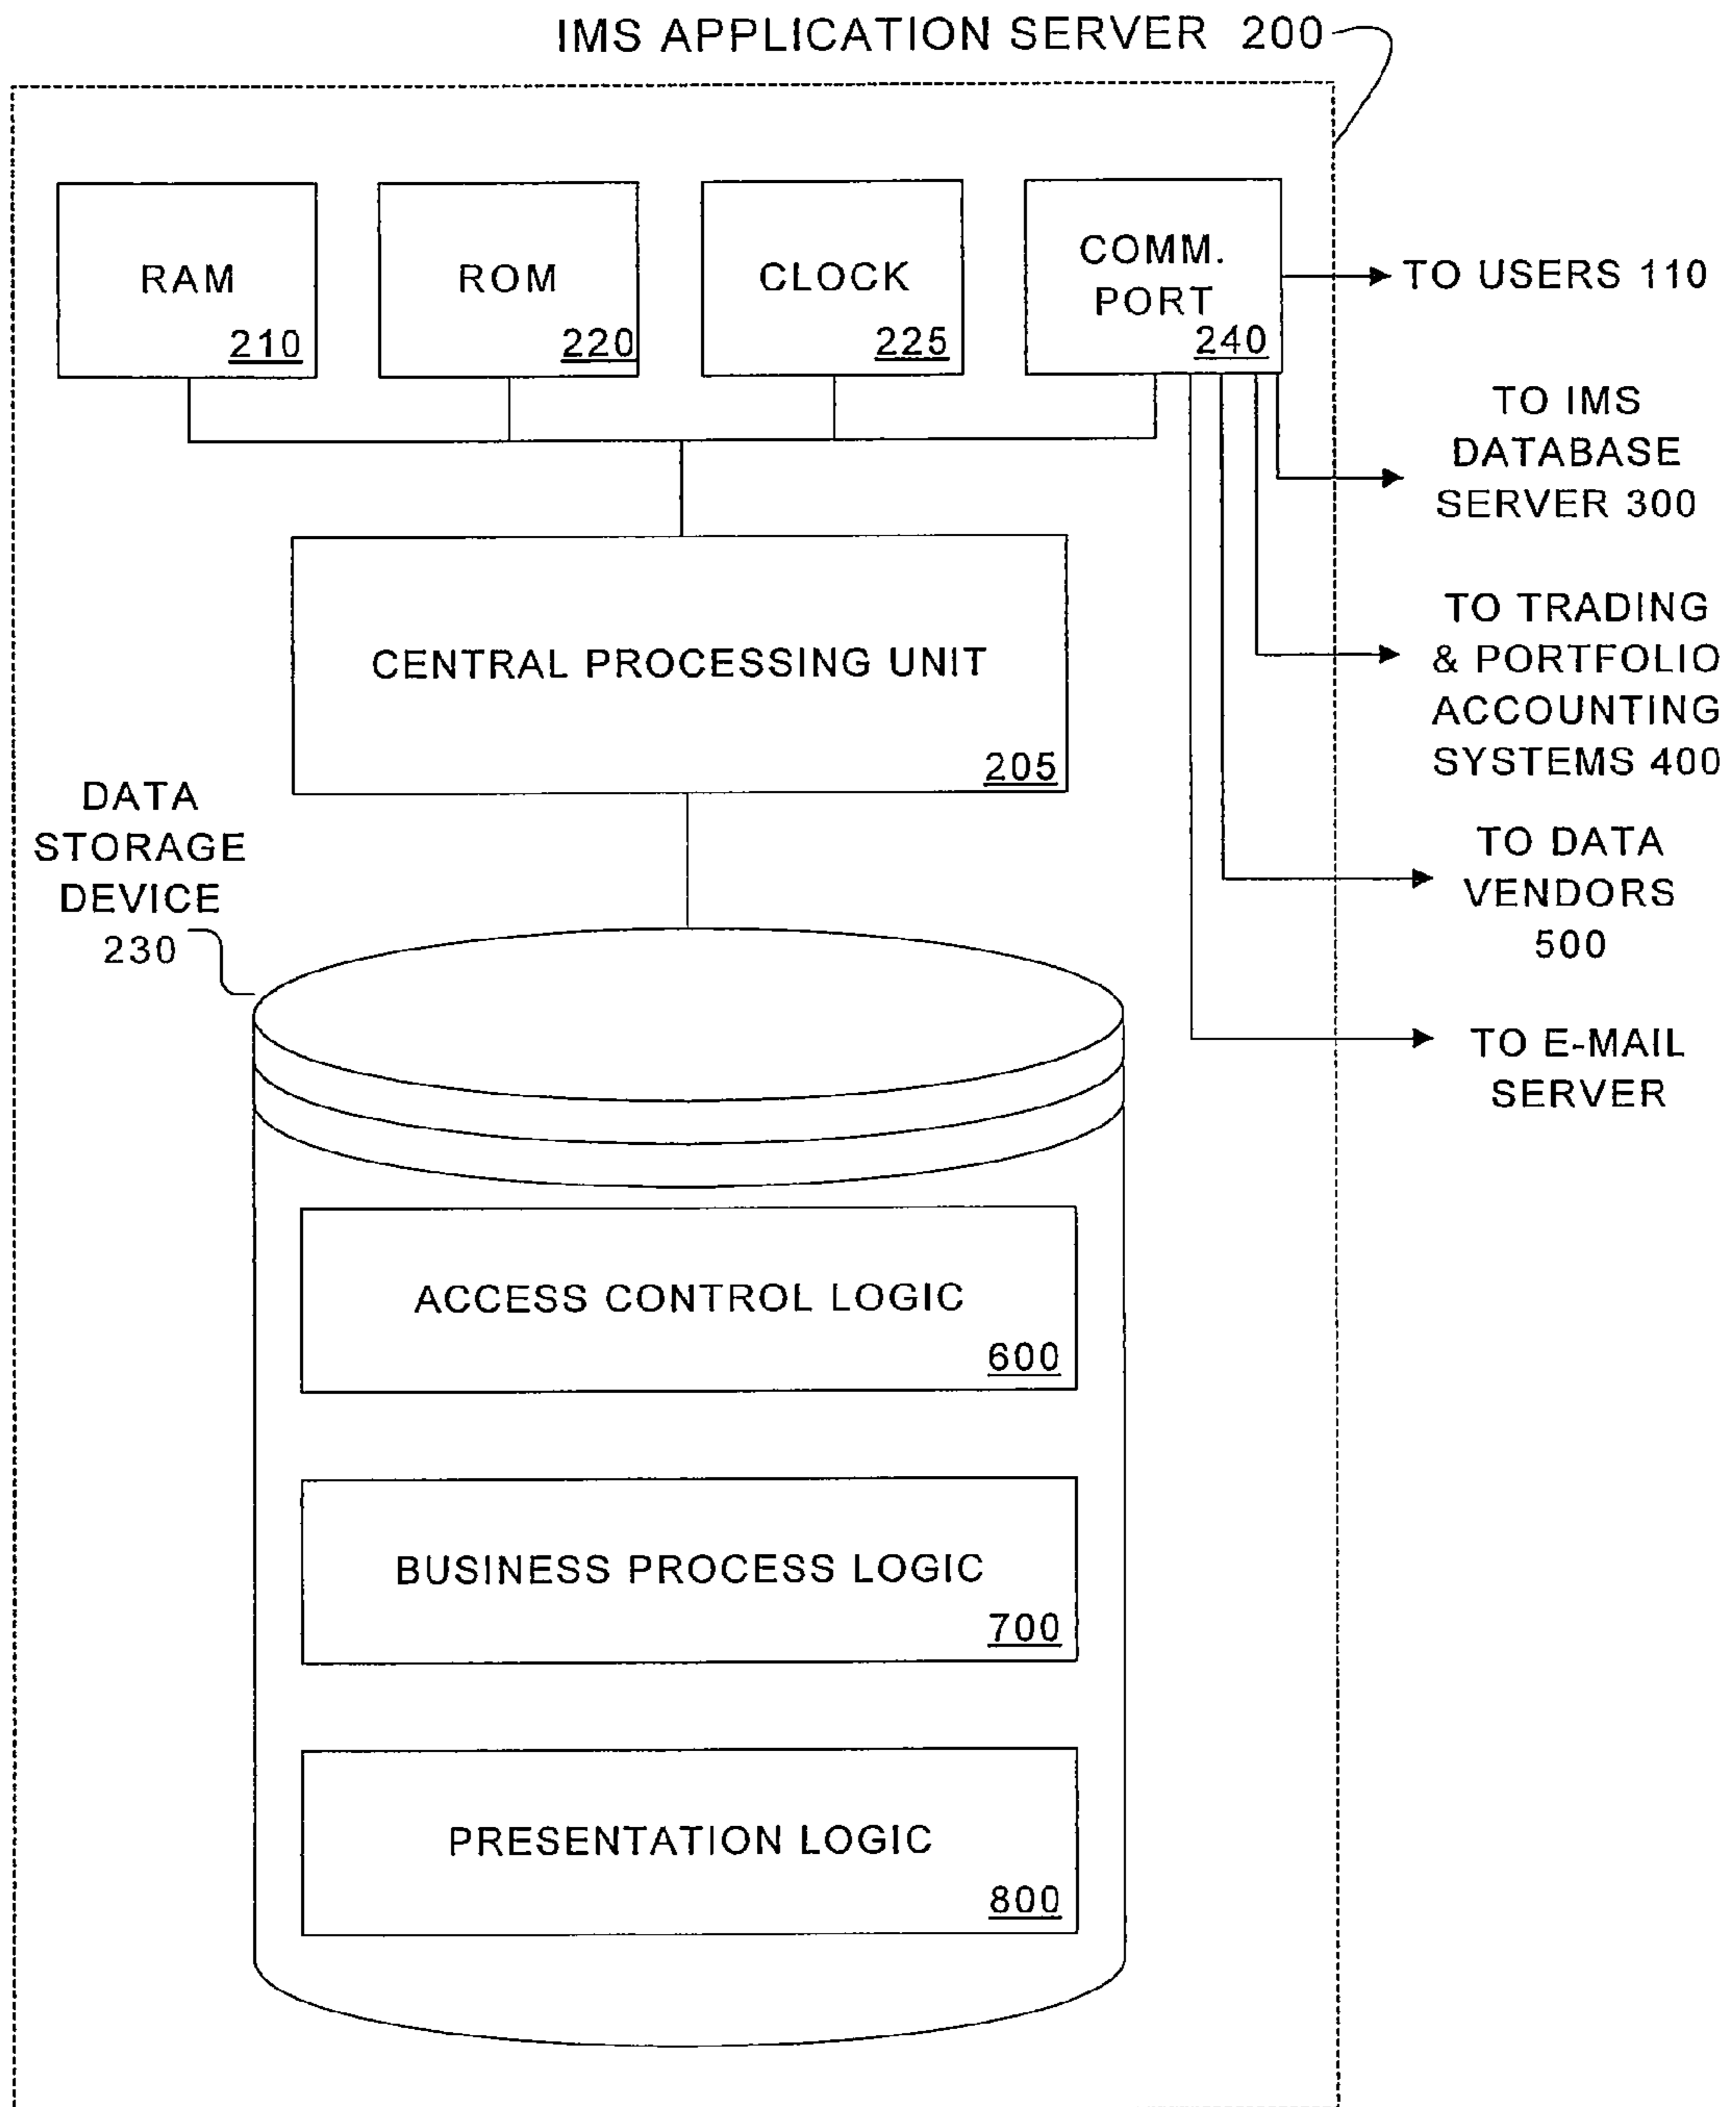 IMS APPLICATION SERVER 200
RAM
210
ROM
220
CLOCK
225
COMM.
PORT
240
TO USERS 110
TO IMS
DATABASE
SERVER 300
TO TRADING
& PORTFOLIO
ACCOUNTING
SYSTEMS 400
TO DATA
VENDORS
500
TO E-MAIL
SERVER
CENTRAL PROCESSING UNIT
205
DATA
STORAGE
DEVICE
230
ACCESS CONTROL LOGIC
600
BUSINESS PROCESS LOGIC
700
PRESENTATION LOGIC
800